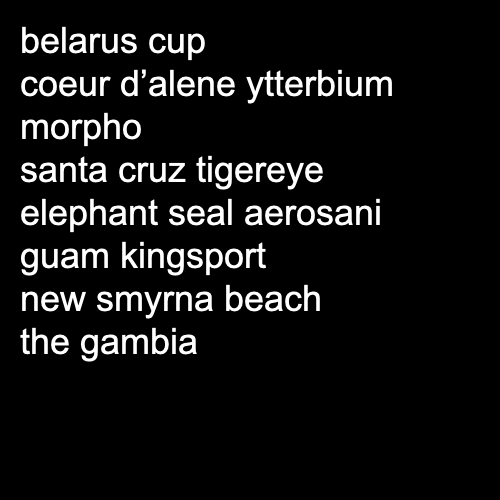 belarus cup
coeur d’alene ytterbium
morpho
santa cruz tigereye
elephant seal aerosani
guam kingsport
new smyrna beach
the gambia